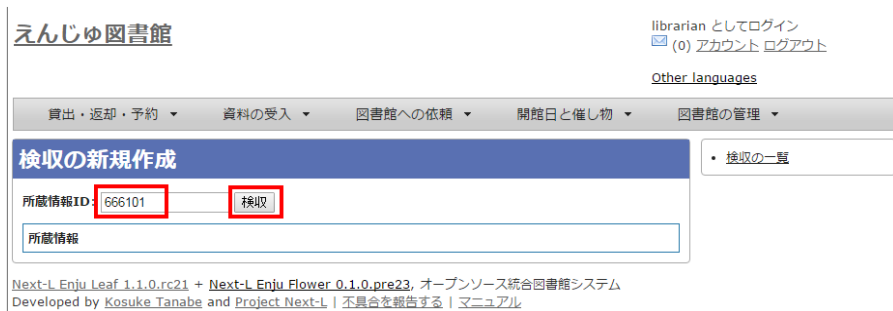 えんじゅ図書館
librarian としてログイン
(0) アカウント ログアウト
Other languages
貸出・返却・予約 ▼ 資料の受入 ▼ 図書館への依頼 ▼ 開館日と催し物 ▼ 図書館の管理 ▼
検収の新規作成
• 検収の一覧
所蔵情報ID: 666101 検収
所蔵情報
Next-L Enju Leaf 1.1.0.rc21 + Next-L Enju Flower 0.1.0.pre23, オープンソース統合図書館システム
Developed by Kosuke Tanabe and Project Next-L | 不具合を報告する | マニュアル